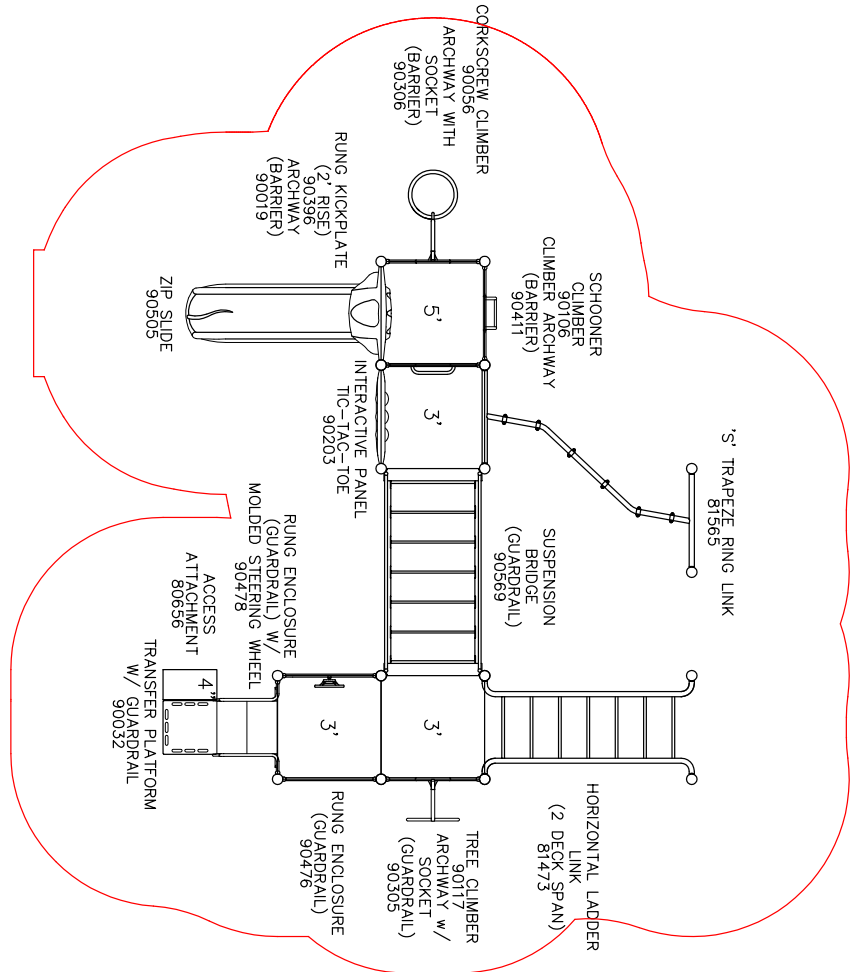 CORKSCREW CLIMBER
90056
ARCHWAY WITH
SOCKET
(BARRIER)
90306
RUNG KICKPLATE
(2' RISE)
90396
ARCHWAY
(BARRIER)
90019
ZIP SLIDE
90505
SCHOONER
CLIMBER
90106
CLIMBER ARCHWAY
(BARRIER)
90411
5'
3'
INTERACTIVE PANEL
TIC-TAC-TOE
90203
'S' TRAPEZE RING LINK
81565
SUSPENSION
BRIDGE
(GUARDRAIL)
90569
RUNG ENCLOSURE
(GUARDRAIL) W/
MOLDED STEERING WHEEL
90478
ACCESS
ATTACHMENT
80656
4"
TRANSFER PLATFORM
W/ GUARDRAIL
90032
3'
3'
RUNG ENCLOSURE
(GUARDRAIL)
90476
TREE CLIMBER
90117
ARCHWAY w/
SOCKET
(GUARDRAIL)
90305
HORIZONTAL LADDER
LINK
(2 DECK SPAN)
81473